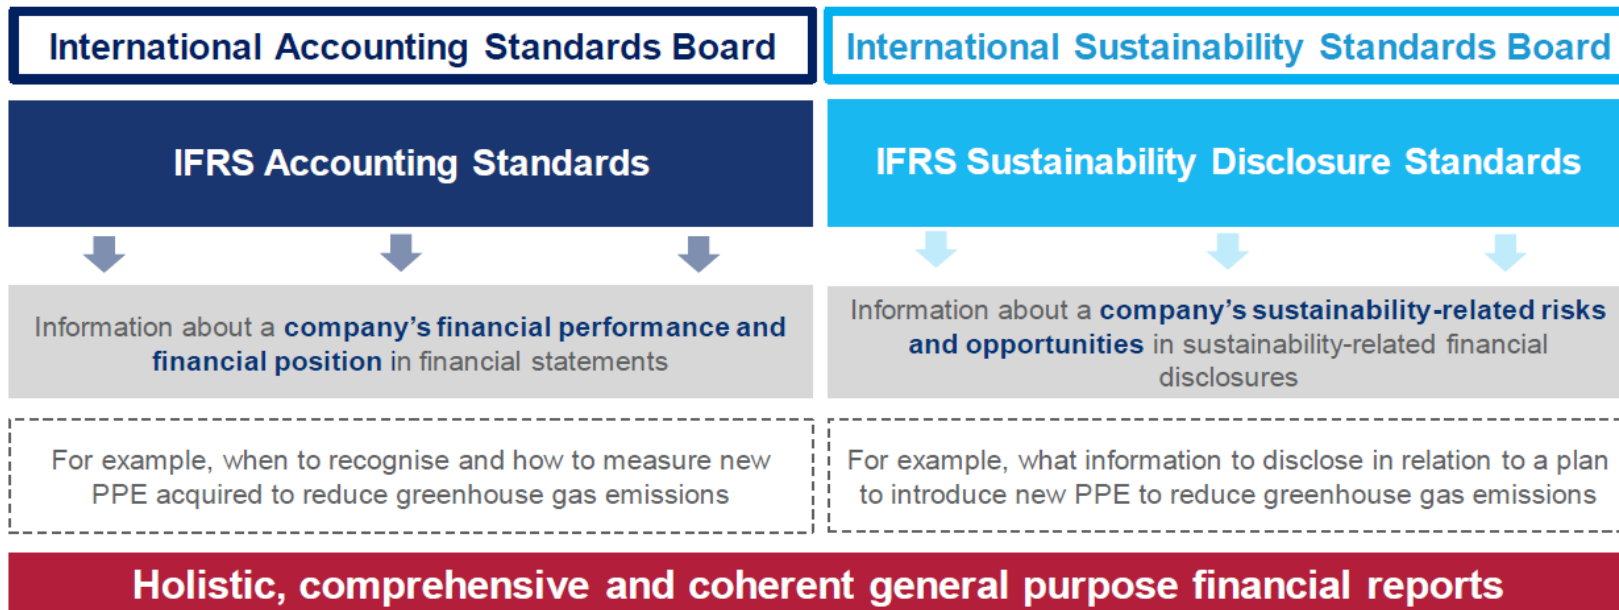 International Accounting Standards Board
International Sustainability Standards Board
IFRS Accounting Standards
IFRS Sustainability Disclosure Standards
Information about a company's financial performance and
financial position in financial statements
Information about a company's sustainability-related risks
and opportunities in sustainability-related financial
disclosures
For example, when to recognise and how to measure new
PPE acquired to reduce greenhouse gas emissions
For example, what information to disclose in relation to a plan
to introduce new PPE to reduce greenhouse gas emissions
Holistic, comprehensive and coherent general purpose financial reports